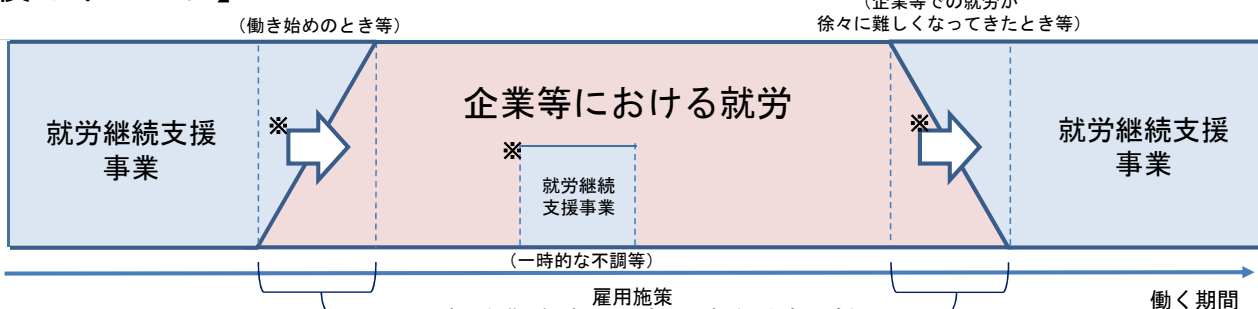 （働き始めのとき等）
（企業等での就労が
徐々に難しくなってきたとき等）
企業等における就労
就労継続支援
事業
※
※
就労継続
支援事業
※
就労継続支援
事業
（一時的な不調等）
雇用施策
働く期間